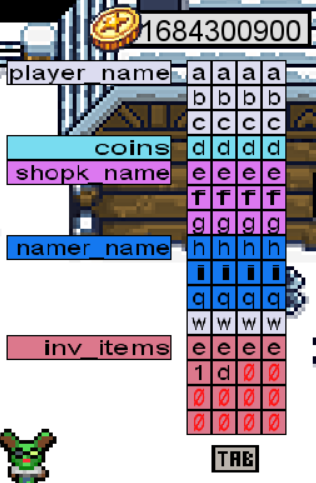 1684300900
player_name a a a a
b b b b
c c c c
coins d d d d
shopk_name e e e e
f f f f
g g g g
namer_name h h h h
i i i i
q q q q
w w w w
inv_items e e e e
1 d 0 0
0 0 0 0
0 0 0 0
TAB